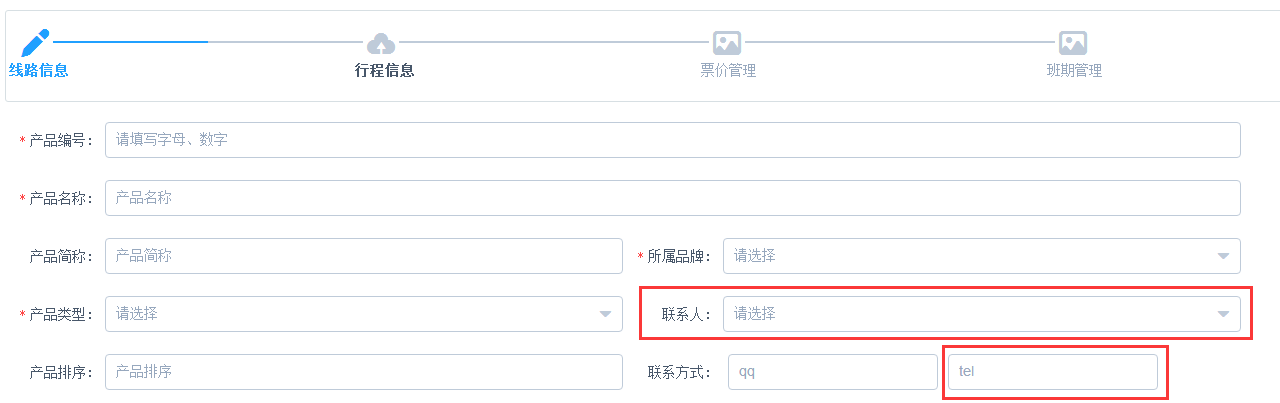 线路信息 行程信息 票价管理 班期管理
* 产品编号： 请填写字母、数字
* 产品名称： 产品名称
产品简称： 产品简称 * 所属品牌： 请选择
* 产品类型： 请选择 联系人： 请选择
产品排序： 产品排序 联系方式： qq tel